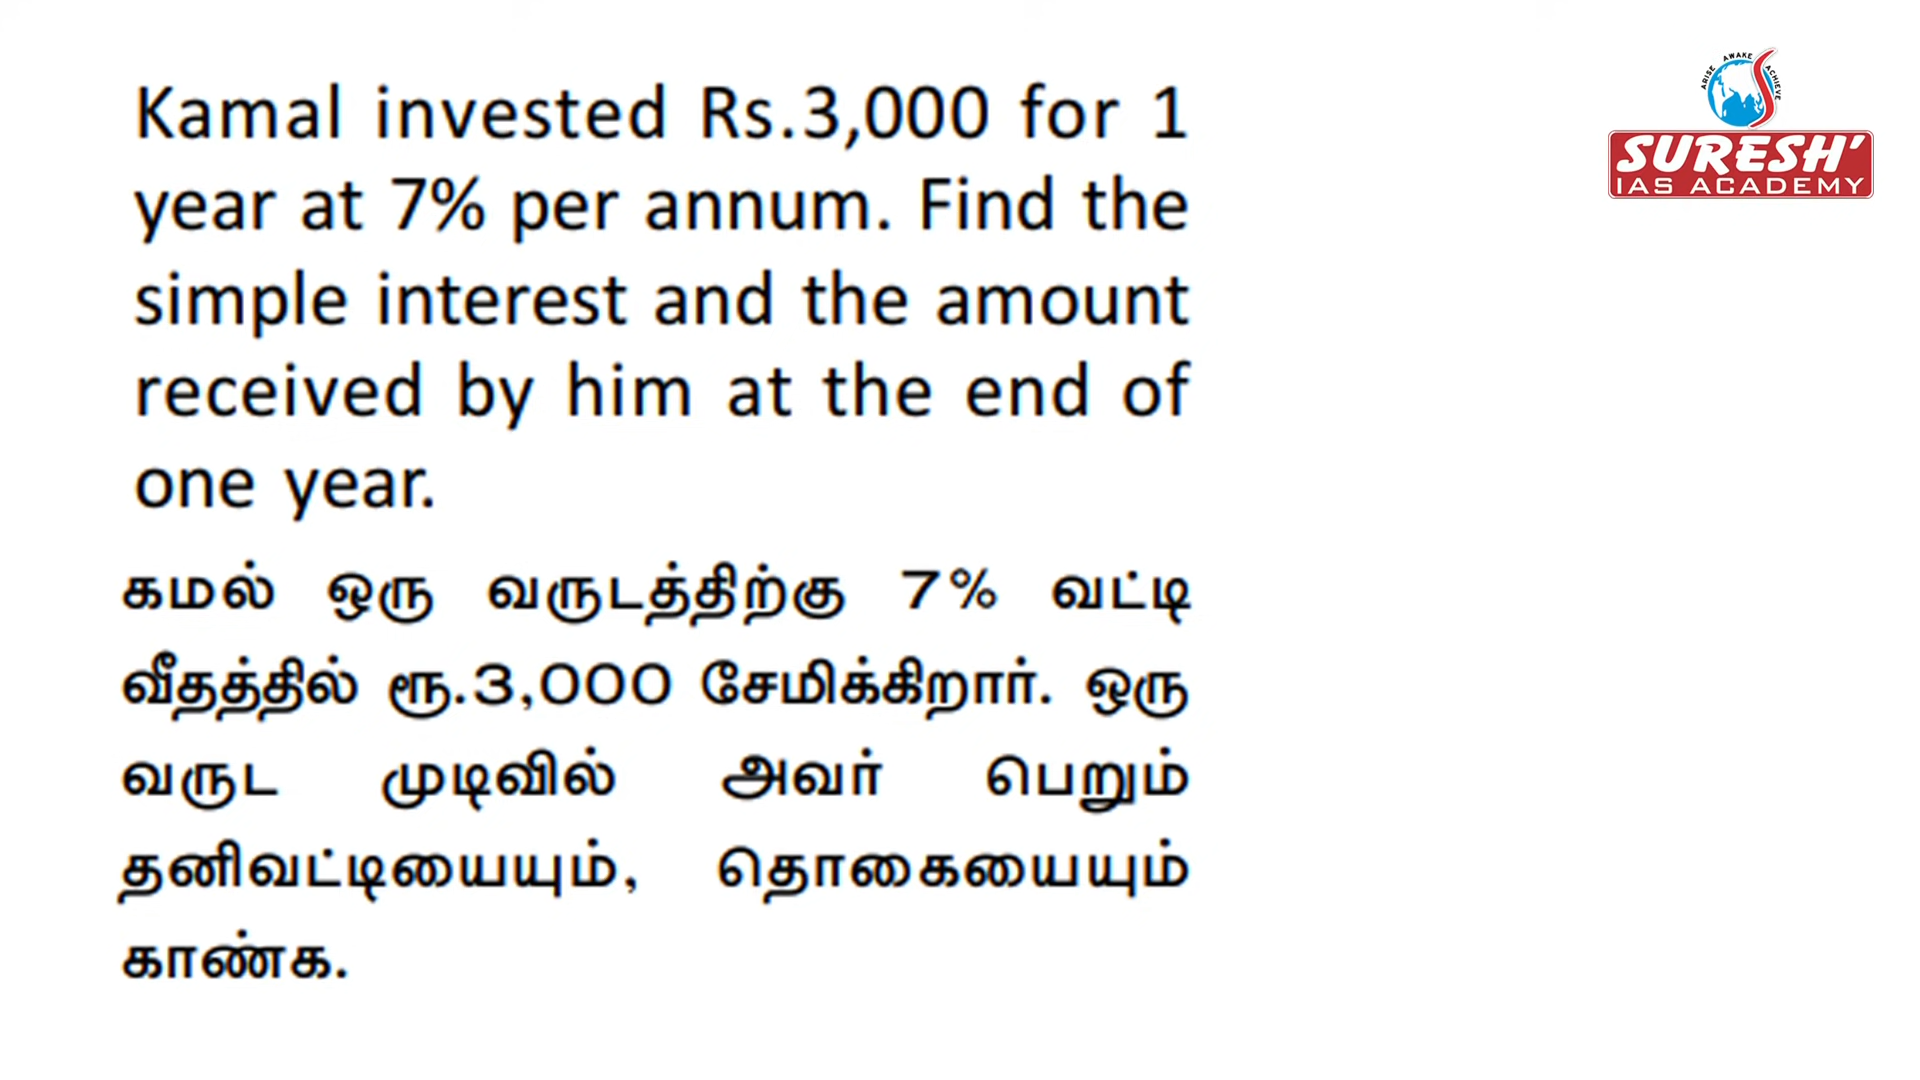 Kamal invested Rs.3,000 for 1
year at 7% per annum. Find the
simple interest and the amount
received by him at the end of
one year.
கமல் ஒரு வருடத்திற்கு 7% வட்டி
வீதத்தில் ரூ.3,000 சேமிக்கிறார். ஒரு
வருட முடிவில் அவர் பெறும்
தனிவட்டியையும், தொகையையும்
காண்க.
ARISE AWAKE ACHIEVE
SURESH'
IAS ACADEMY